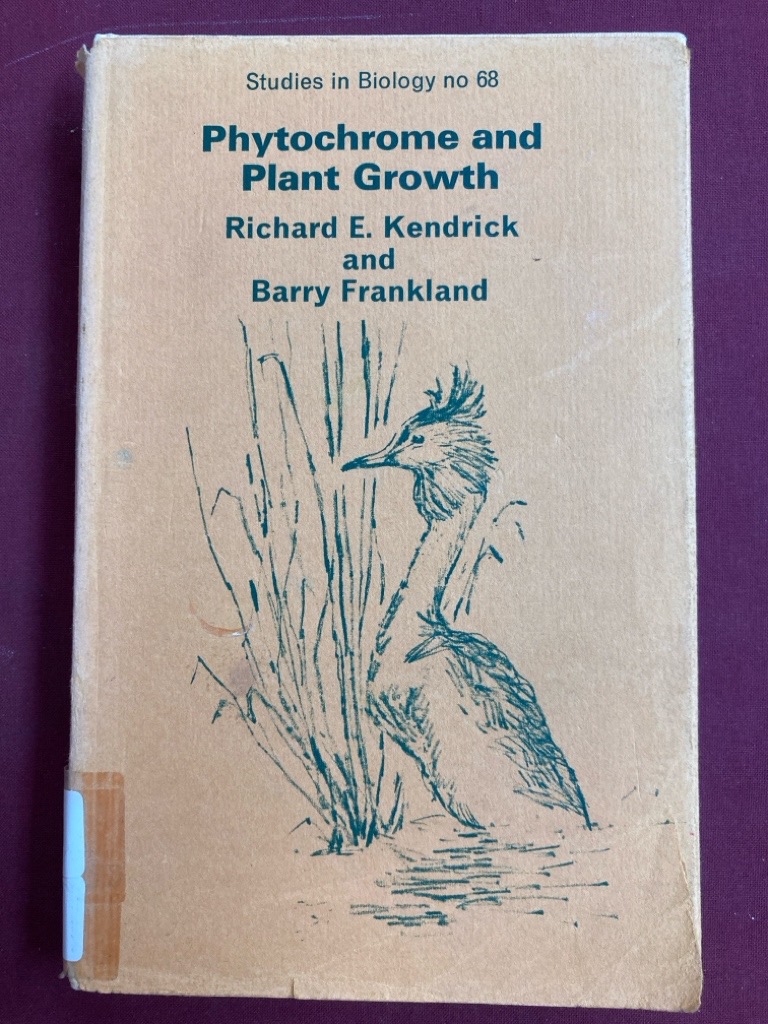 Studies in Biology no 68
Phytochrome and
Plant Growth
Richard E. Kendrick
and
Barry Frankland